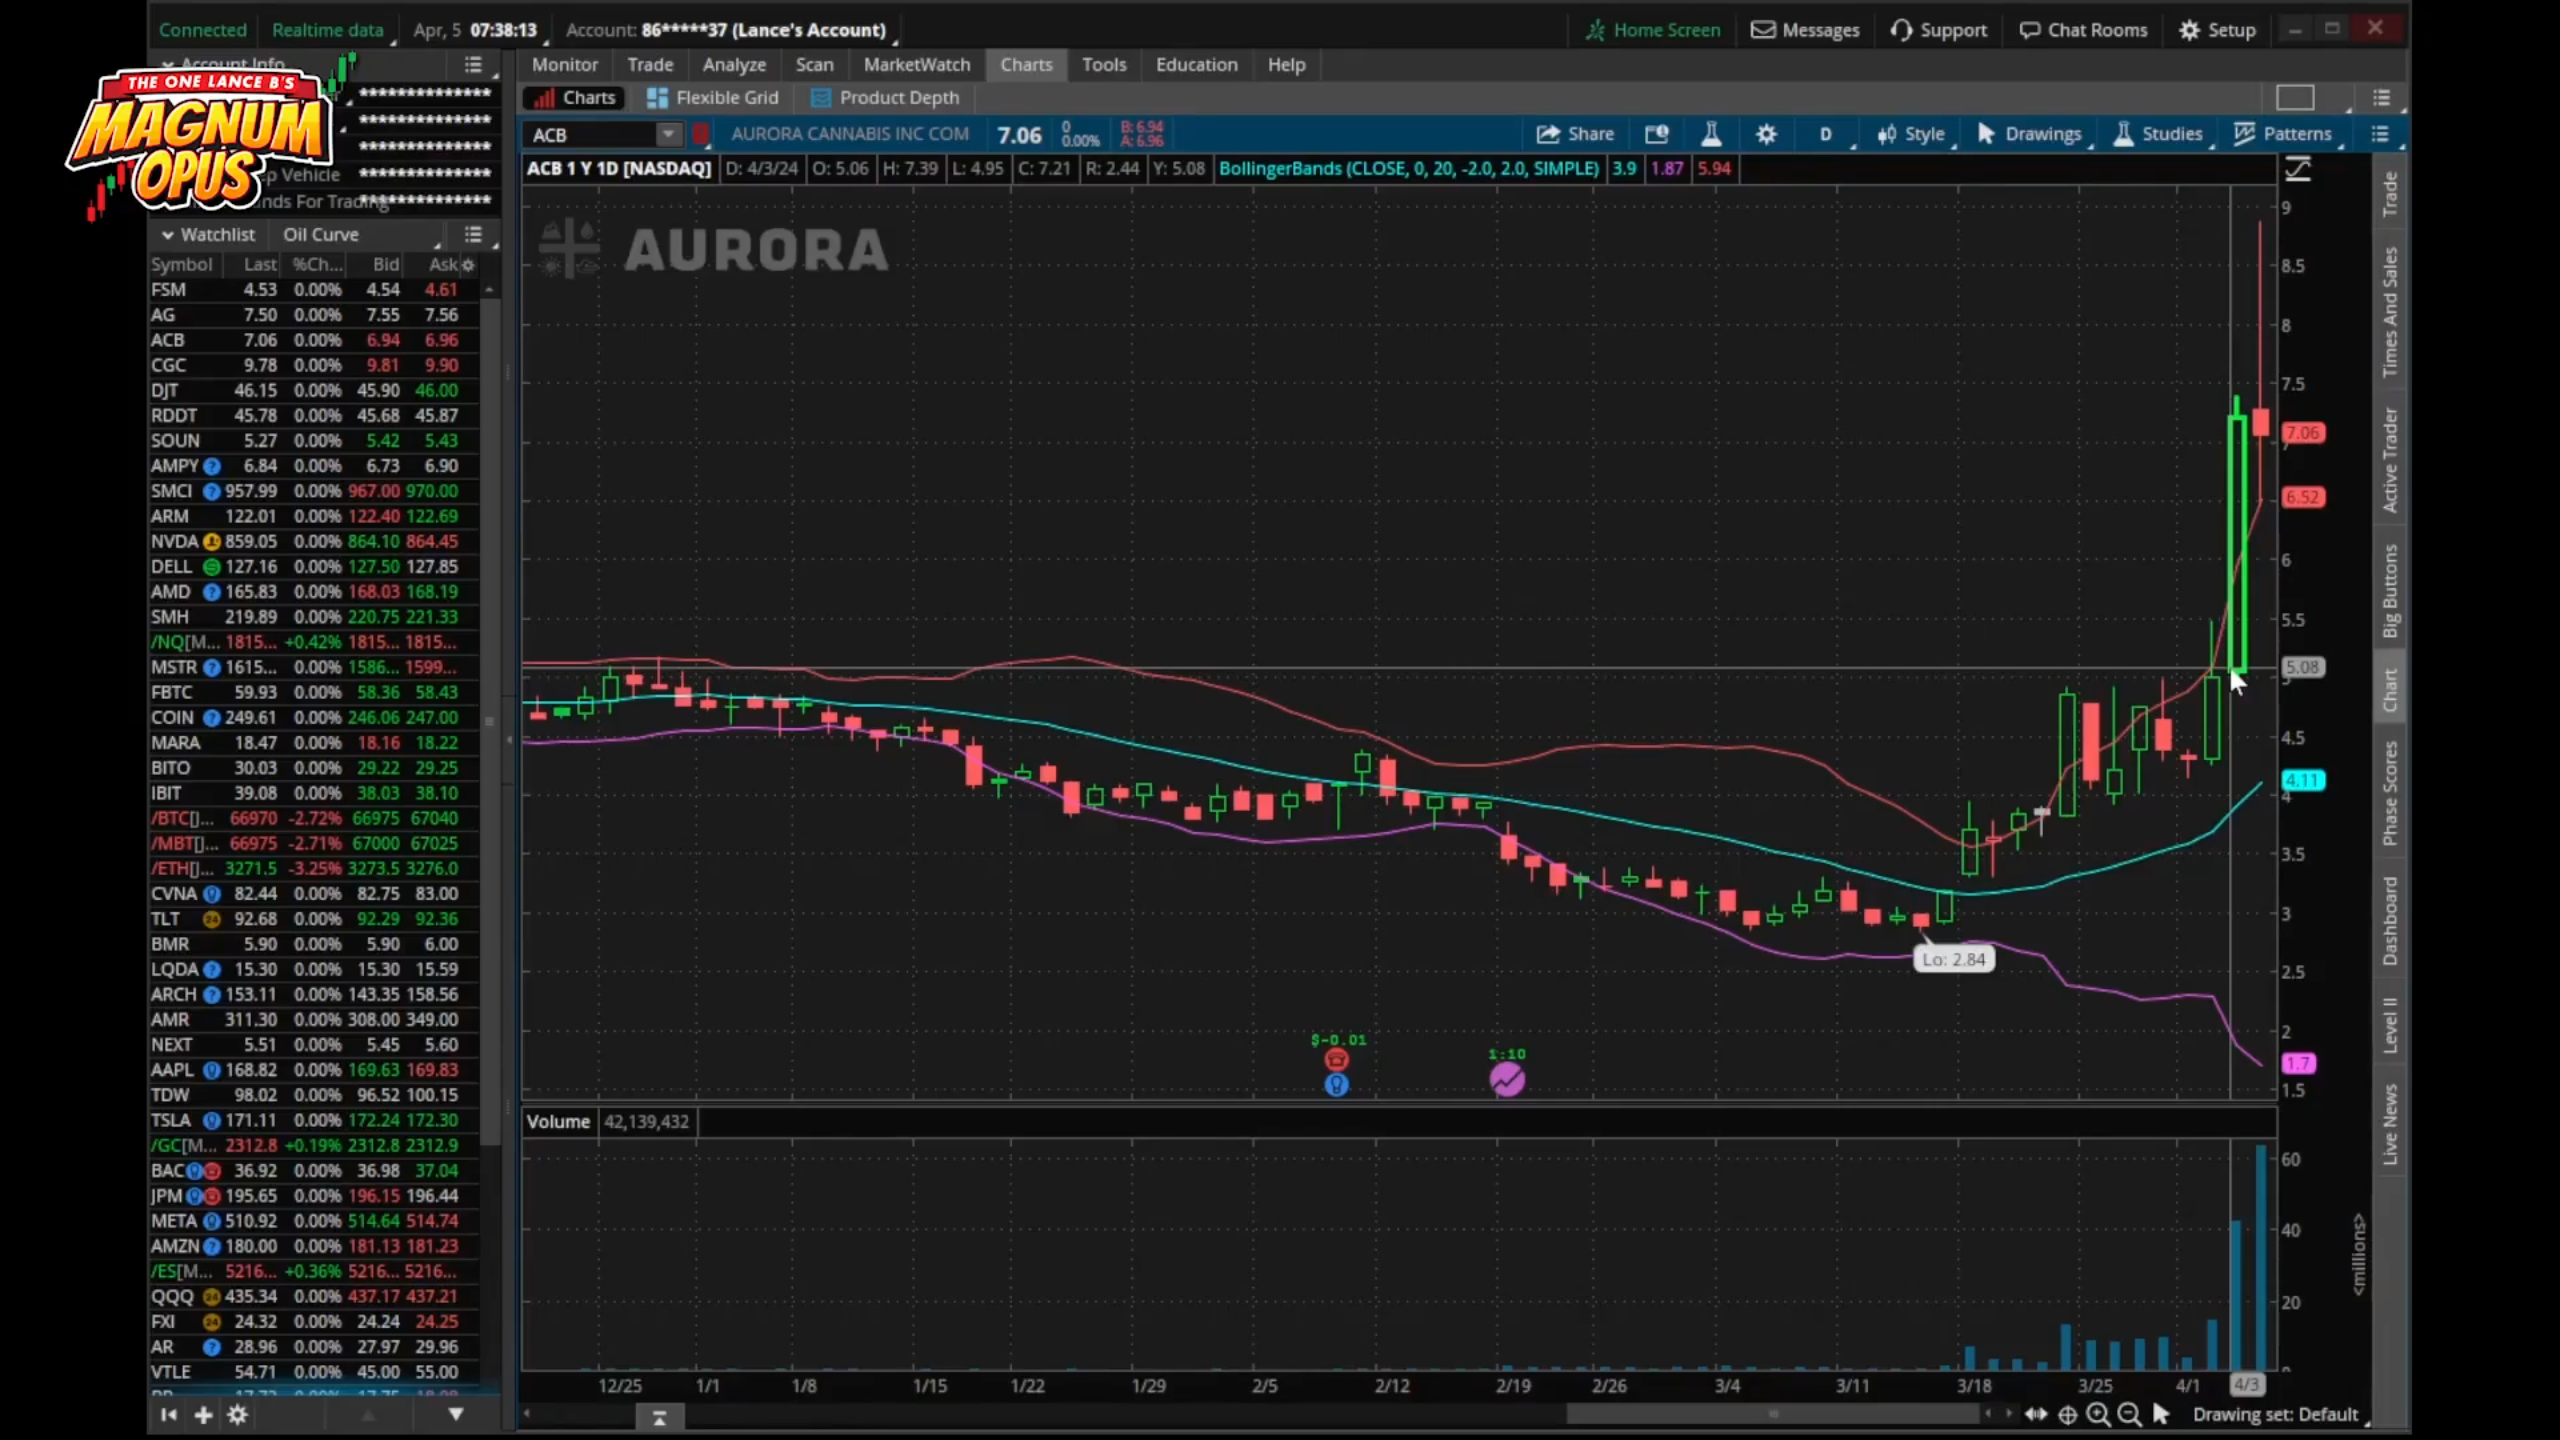 Connected Realtime data Apr, 5 07:38:13 Account: 86*****37 (Lance's Account) Home Screen Messages Support Chat Rooms Setup
Account Info
THE ONE LANCE B'S
MAGNUM
OPUS
**************
**************
**************
p Vehicle **************
nds For Trading **************
Monitor Trade Analyze Scan MarketWatch Charts Tools Education Help
Charts Flexible Grid Product Depth
ACB AURORA CANNABIS INC COM 7.06 0 0.00% B: 6.94 A: 6.96 Share D Style Drawings Studies Patterns
ACB 1 Y 1D [NASDAQ] D: 4/3/24 O: 5.06 H: 7.39 L: 4.95 C: 7.21 R: 2.44 Y: 5.08 BollingerBands (CLOSE, 0, 20, -2.0, 2.0, SIMPLE) 3.9 1.87 5.94
Watchlist Oil Curve
Symbol Last %Ch... Bid Ask
FSM 4.53 0.00% 4.54 4.61
AG 7.50 0.00% 7.55 7.56
ACB 7.06 0.00% 6.94 6.96
CGC 9.78 0.00% 9.81 9.90
DJT 46.15 0.00% 45.90 46.00
RDDT 45.78 0.00% 45.68 45.87
SOUN 5.27 0.00% 5.42 5.43
AMPY 6.84 0.00% 6.73 6.90
SMCI 957.99 0.00% 967.00 970.00
ARM 122.01 0.00% 122.40 122.69
NVDA 859.05 0.00% 864.10 864.45
DELL 127.16 0.00% 127.50 127.85
AMD 165.83 0.00% 168.03 168.19
SMH 219.89 0.00% 220.75 221.33
/NQ[M... 1815... +0.42% 1815... 1815...
MSTR 1615... 0.00% 1586... 1599...
FBTC 59.93 0.00% 58.36 58.43
COIN 249.61 0.00% 246.06 247.00
MARA 18.47 0.00% 18.16 18.22
BITO 30.03 0.00% 29.22 29.25
IBIT 39.08 0.00% 38.03 38.10
/BTC[J... 66970 -2.72% 66975 67040
/MBT[J... 66975 -2.71% 67000 67025
/ETH[J... 3271.5 -3.25% 3273.5 3276.0
CVNA 82.44 0.00% 82.75 83.00
TLT 92.68 0.00% 92.29 92.36
BMR 5.90 0.00% 5.90 6.00
LQDA 15.30 0.00% 15.30 15.59
ARCH 153.11 0.00% 143.35 158.56
AMR 311.30 0.00% 308.00 349.00
NEXT 5.51 0.00% 5.45 5.60
AAPL 168.82 0.00% 169.63 169.83
TDW 98.02 0.00% 96.52 100.15
TSLA 171.11 0.00% 172.24 172.30
/GC[M... 2312.8 +0.19% 2312.8 2312.9
BAC 36.92 0.00% 36.98 37.04
JPM 195.65 0.00% 196.15 196.44
META 510.92 0.00% 514.64 514.74
AMZN 180.00 0.00% 181.13 181.23
/ES[M... 5216... +0.36% 5216... 5216...
QQQ 435.34 0.00% 437.17 437.21
FXI 24.32 0.00% 24.24 24.25
AR 28.96 0.00% 27.97 29.96
VTLE 54.71 0.00% 45.00 55.00
AURORA
9
8.5
8
7.5
7.06
7
6.52
6
5.5
5.08
5
4.5
4.11
4
3.5
3
2.5
2
1.7
1.5
Lo: 2.84
$-0.01
1:10
Volume 42,139,432
60
40
20
<millions>
12/25 1/1 1/8 1/15 1/22 1/29 2/5 2/12 2/19 2/26 3/4 3/11 3/18 3/25 4/1 4/3
Drawing set: Default
Trade
Times And Sales
Active Trader
Big Buttons
Chart
Phase Scores
Dashboard
Level II
Live News